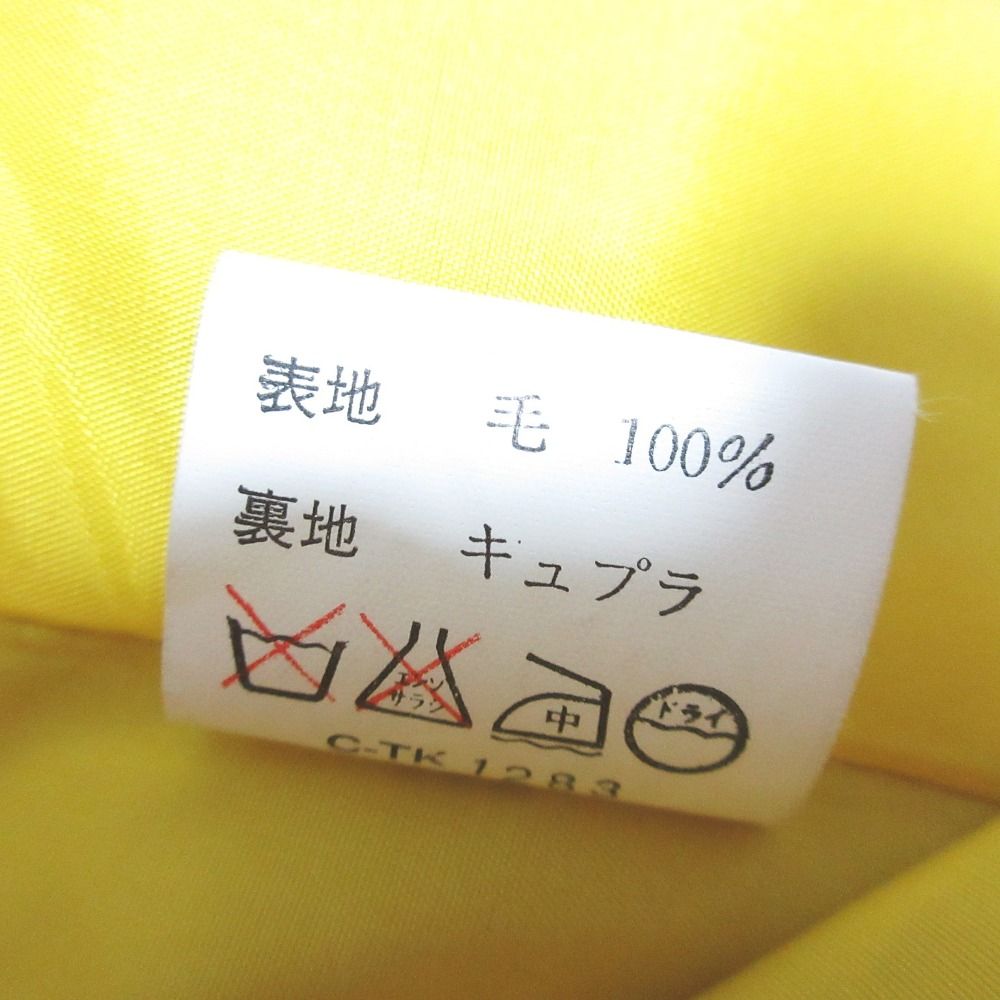 表地 毛 100%
裏地 キュプラ
エンソ
サラシ
中
ドライ
C-TK 1283